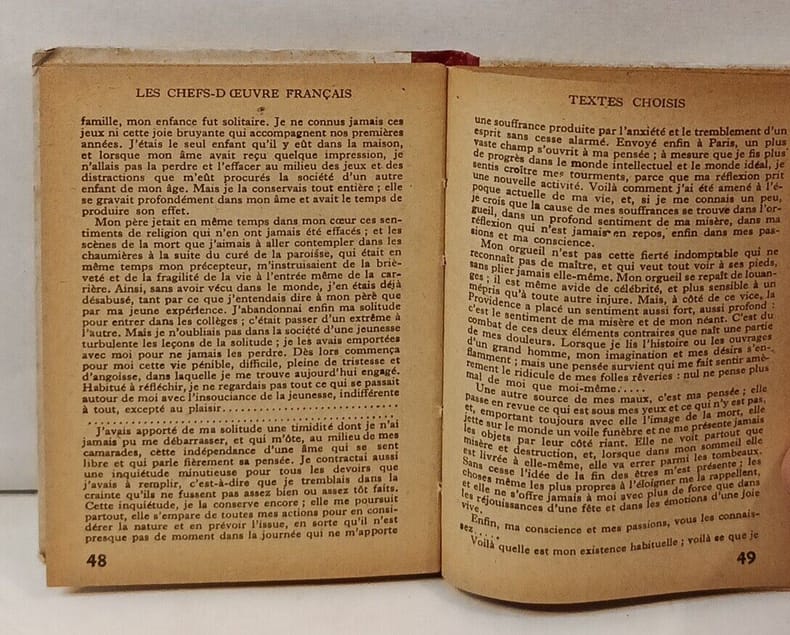 LES CHEFS-D ŒUVRE FRANÇAIS
famille, mon enfance fut solitaire. Je ne connus jamais ces
jeux ni cette joie bruyante qui accompagnent nos premières
années. J'étais le seul enfant qu'il y eût dans la maison,
et lorsque mon âme avait reçu quelque impression, je
n'allais pas la perdre et l'effacer au milieu des jeux et des
distractions que m'eût procurés la société d'un autre
enfant de mon âge. Mais je la conservais tout entière ; elle
se gravait profondément dans mon âme et avait le temps de
produire son effet.
Mon père jetait en même temps dans mon cœur ces sen-
timents de religion qui n'en ont jamais été effacés ; et les
scènes de la mort que j'aimais à aller contempler dans les
chaumières à la suite du curé de la paroisse, qui était en
même temps mon précepteur, m'instruisaient de la briè-
veté et de la fragilité de la vie à l'entrée même de la car-
rière. Ainsi, sans avoir vécu dans le monde, j'en étais déjà
désabusé, tant par ce que j'entendais dire à mon père que
par ma jeune expérience. J'abandonnai enfin ma solitude
pour entrer dans les collèges ; c'était passer d'un extrême à
l'autre. Mais je n'oubliais pas dans la société d'une jeunesse
turbulente les leçons de la solitude ; je les avais emportées
avec moi pour ne jamais les perdre. Dès lors commença
pour moi cette vie pénible, difficile, pleine de tristesse et
d'angoisse, dans laquelle je me trouve aujourd'hui engagé.
Habitué à réfléchir, je ne regardais pas tout ce qui se passait
autour de moi avec l'insouciance de la jeunesse, indifférente
à tout, excepté au plaisir..............................
............................................................
J'avais apporté de ma solitude une timidité dont je n'ai
jamais pu me débarrasser, et qui m'ôte, au milieu de mes
camarades, cette indépendance d'une âme qui se sent
libre et qui parle fièrement sa pensée. Je contractai aussi
une inquiétude minutieuse pour tous les devoirs que
j'avais à remplir, c'est-à-dire que je tremblais dans la
crainte qu'ils ne fussent pas assez bien ou assez tôt faits.
Cette inquiétude, je la conserve encore ; elle me poursuit
partout, elle s'empare de toutes mes actions pour en consi-
dérer la nature et en prévoir l'issue, en sorte qu'il n'est
presque pas de moment dans la journée qui ne m'apporte
48
TEXTES CHOISIS
une souffrance produite par l'anxiété et le tremblement d'un
esprit sans cesse alarmé. Envoyé enfin à Paris, un plus
vaste champ s'ouvrit à ma pensée ; à mesure que je fis plus
de progrès dans le monde intellectuel et le monde idéal, je
sentis croître mes tourments, parce que ma réflexion prit
une nouvelle activité. Voilà comment j'ai été amené à l'é-
poque actuelle de ma vie, et, si je me connais un peu,
je crois que la cause de mes souffrances se trouve dans l'or-
gueil, dans un profond sentiment de ma misère, dans ma
réflexion qui n'est jamais en repos, enfin dans mes pas-
sions et ma conscience.
Mon orgueil n'est pas cette fierté indomptable qui ne
reconnaît pas de maître, et qui veut tout voir à ses pieds,
sans plier jamais elle-même. Mon orgueil se repaît de louan-
ges ; il est même avide de célébrité, et plus sensible à un
mépris qu'à toute autre injure. Mais, à côté de ce vice, la
Providence a placé un sentiment aussi fort, aussi profond :
c'est le sentiment de ma misère et de mon néant. C'est du
combat de ces deux éléments contraires que naît une partie
de mes douleurs. Lorsque je lis l'histoire ou les ouvrages
d'un grand homme, mon imagination et mes désirs s'en-
flamment ; mais une pensée survient qui me fait sentir amè-
rement le ridicule de mes folles rêveries : nul ne pense plus
mal de moi que moi-même.....
Une autre source de mes maux, c'est ma pensée ; elle
passe en revue ce qui est sous mes yeux et ce qui n'y est pas,
et, emportant toujours avec elle l'image de la mort, elle
jette sur le monde un voile funèbre et ne me présente jamais
les objets par leur côté riant. Elle ne voit partout que
misère et destruction, et, lorsque dans mon sommeil elle
est livrée à elle-même, elle va errer parmi les tombeaux.
Sans cesse l'idée de la fin des êtres m'est présente ; les
choses même les plus propres à l'éloigner me la rappellent,
et elle ne s'offre jamais à moi avec plus de force que dans
les réjouissances d'une fête et dans les émotions d'une joie
vive.
Enfin, ma conscience et mes passions, vous les connais-
sez.....
Voilà quelle est mon existence habituelle ; voilà ce que je
49